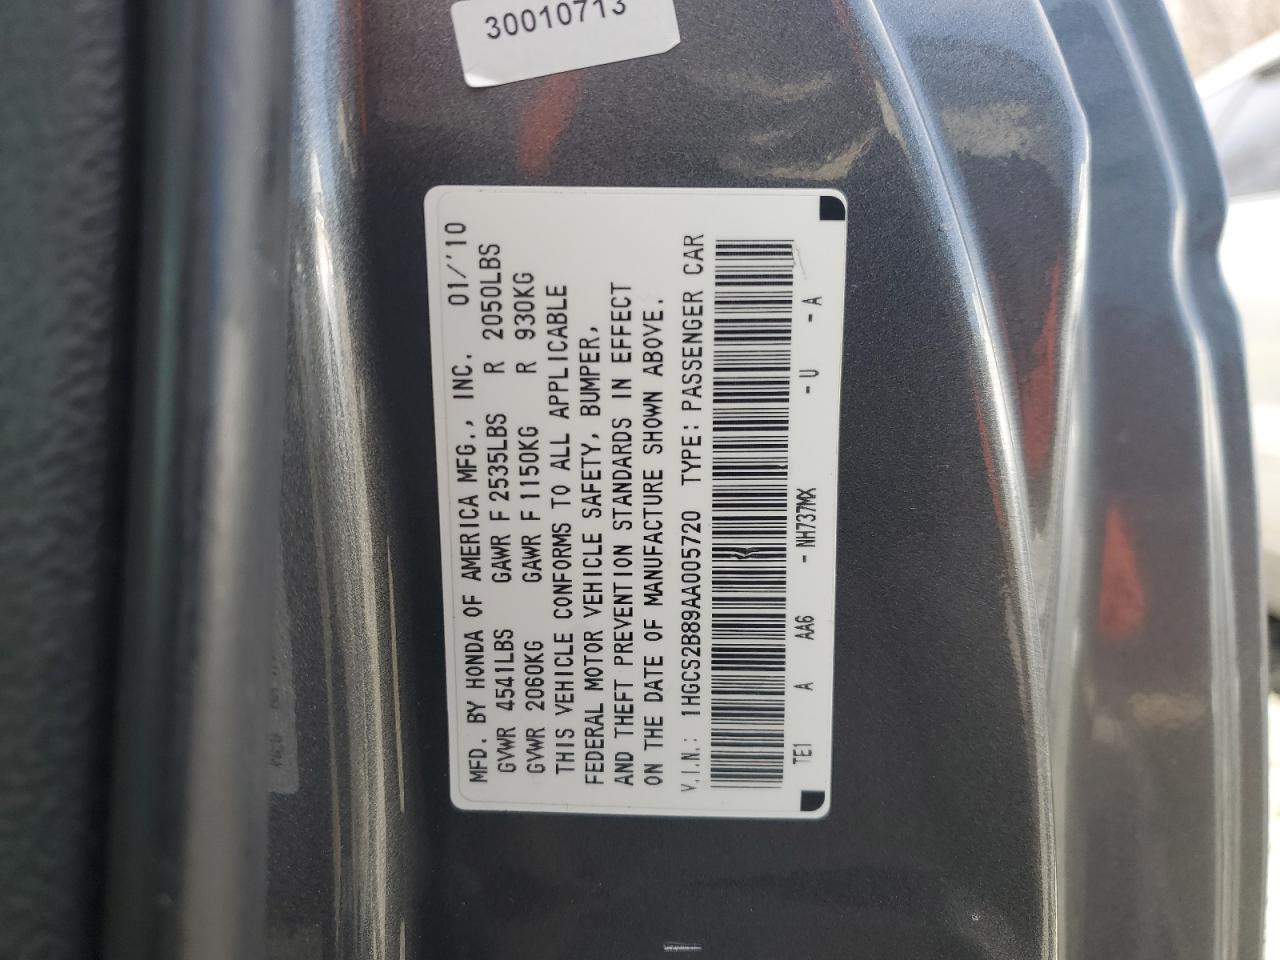 30010713
MFD. BY HONDA OF AMERICA MFG., INC. 01/'10
GVWR 4541LBS GAWR F 2535LBS R 2050LBS
GVWR 2060KG GAWR F 1150KG R 930KG
THIS VEHICLE CONFORMS TO ALL APPLICABLE
FEDERAL MOTOR VEHICLE SAFETY, BUMPER,
AND THEFT PREVENTION STANDARDS IN EFFECT
ON THE DATE OF MANUFACTURE SHOWN ABOVE.
V.I.N.: 1HGCS2B89AA005720 TYPE: PASSENGER CAR
TE1 A AA6 - NH737MX - U - A